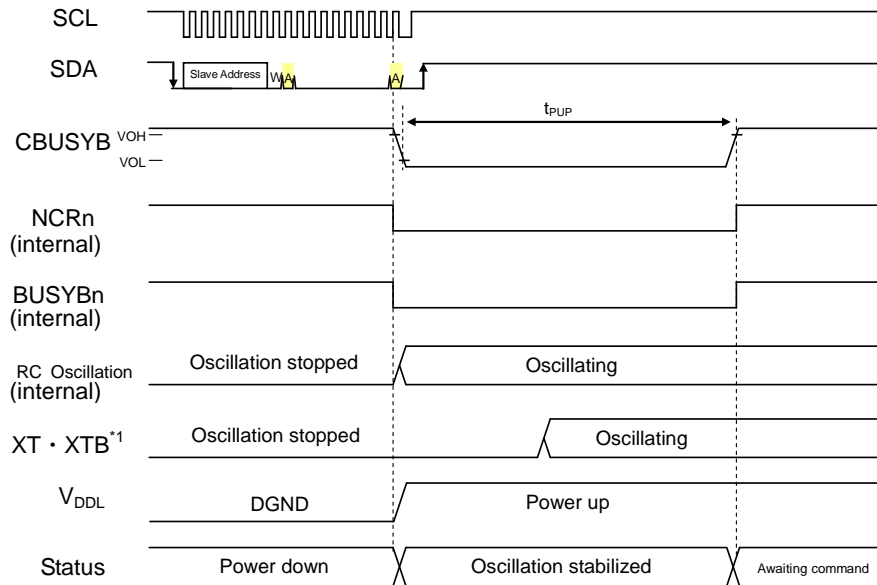 SCL
SDA
Slave Address
W
A
A
t_PUP
CBUSYB
VOH
VOL
NCRn
(internal)
BUSYBn
(internal)
RC Oscillation
(internal)
Oscillation stopped
Oscillating
XT・XTB*1
Oscillation stopped
Oscillating
VDDL
DGND
Power up
Status
Power down
Oscillation stabilized
Awaiting command